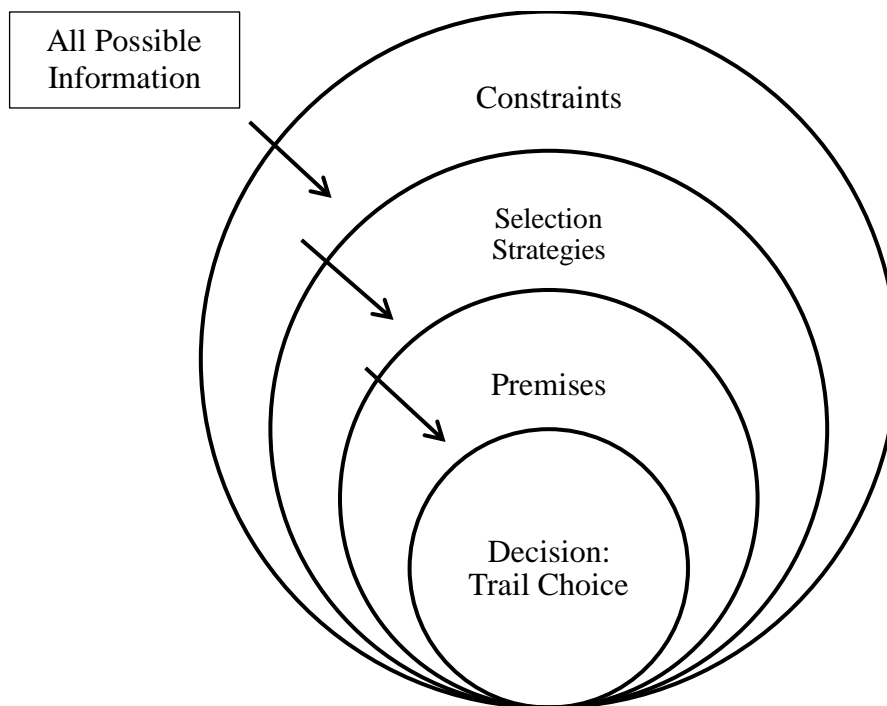 All Possible
Information
Constraints
Selection
Strategies
Premises
Decision:
Trail Choice